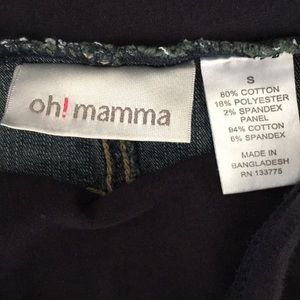 oh! mamma
S
80% COTTON
18% POLYESTER
2% SPANDEX
PANEL
94% COTTON
6% SPANDEX
MADE IN
BANGLADESH
RN 133775